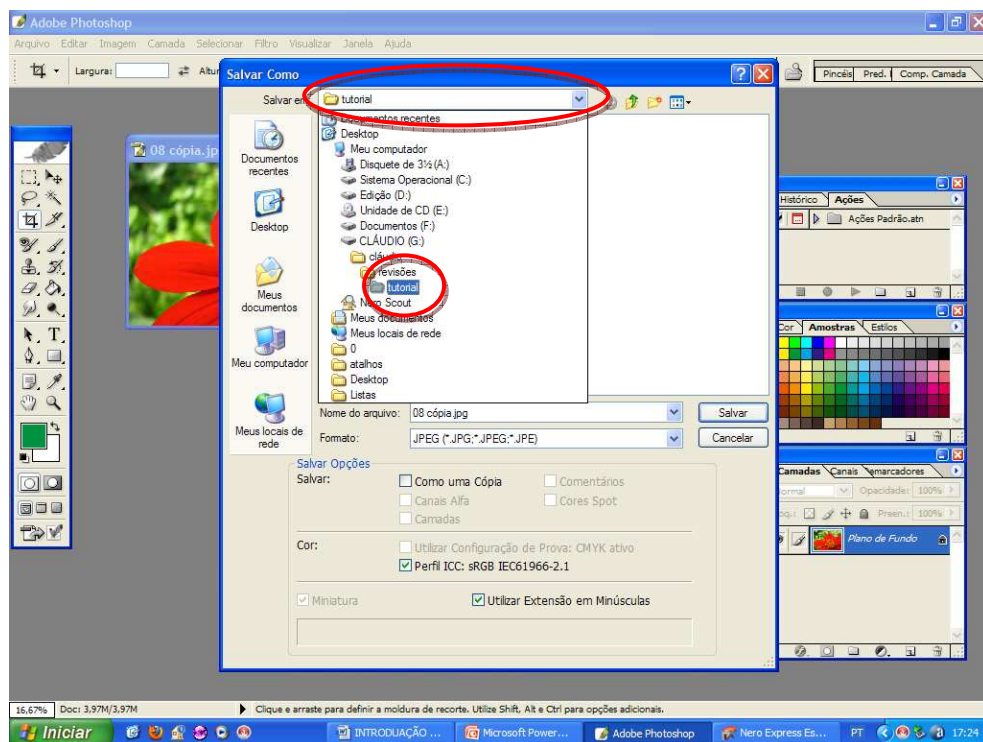 Adobe Photoshop
Arquivo Editar Imagem Camada Selecionar Filtro Visualizar Janela Ajuda
Largura:
Pincéis Pred. Comp. Camada
Salvar Como
tutorial
08 cópia.jp
Documentos recentes
Desktop
Meu computador
Disquete de 3½ (A:)
Sistema Operacional (C:)
Edição (D:)
Unidade de CD (E:)
Documentos (F:)
CLÁUDIO (G:)
cláudio
revisões
tutorial
Nero Scout
Meus documentos
Meus locais de rede
0
atalhos
Desktop
Listas
Documentos
recentes
Desktop
Meus
documentos
Meu computador
Meus locais de
rede
Nome do arquivo: 08 cópia.jpg Salvar
Formato: JPEG (*.JPG;*.JPEG;*.JPE) Cancelar
Salvar Opções
Salvar: Como uma Cópia Comentários
Canais Alfa Cores Spot
Camadas
Cor: Utilizar Configuração de Prova: CMYK ativo
Perfil ICC: sRGB IEC61966-2.1
Miniatura Utilizar Extensão em Minúsculas
Histórico Ações
Ações Padrão.atn
Cor Amostras Estilos
Camadas Canais
Opacidade: 100%
Preen.: 100%
Plano de Fundo
16,67% Doc: 3,97M/3,97M Clique e arraste para definir a moldura de recorte. Utilize Shift, Alt e Ctrl para opções adicionais.
Iniciar INTRODUAÇÃO ... Microsoft Power... Adobe Photoshop Nero Express Es... PT 17:24